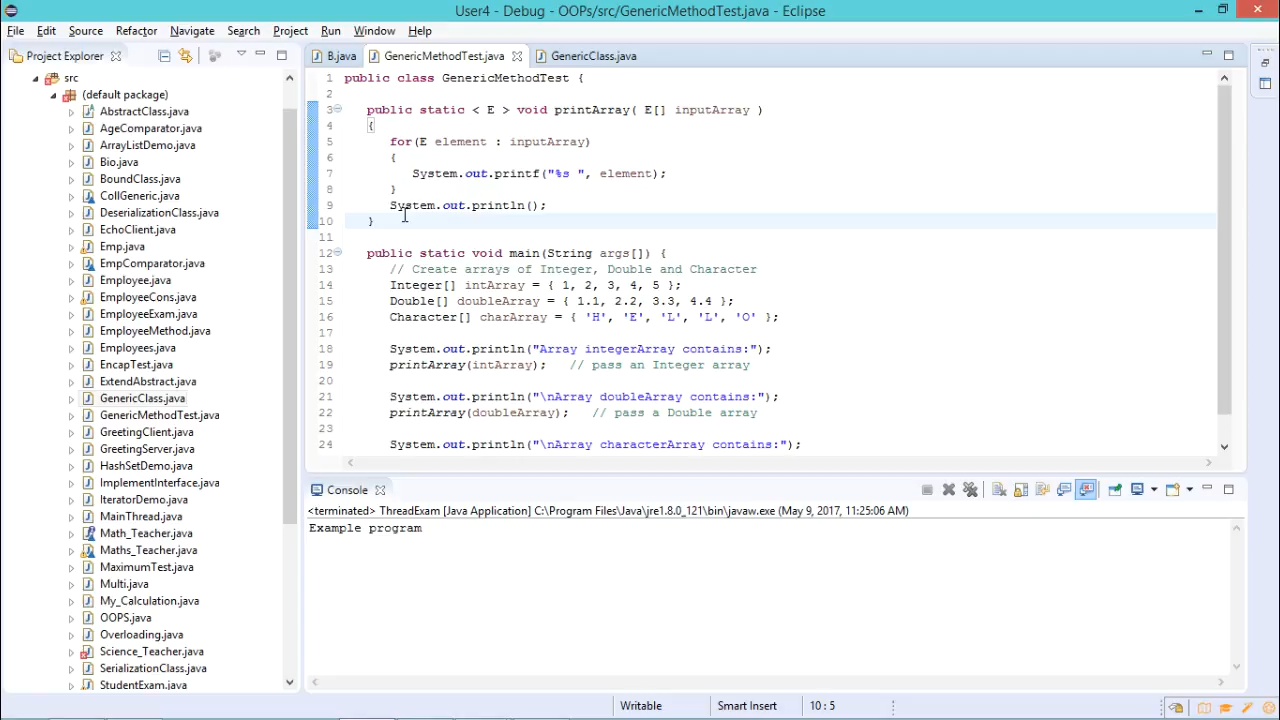 User4 - Debug - OOPs/src/GenericMethodTest.java - Eclipse
File Edit Source Refactor Navigate Search Project Run Window Help
Project Explorer
B.java GenericMethodTest.java GenericClass.java
src
(default package)
AbstractClass.java
AgeComparator.java
ArrayListDemo.java
Bio.java
BoundClass.java
CollGeneric.java
DeserializationClass.java
EchoClient.java
Emp.java
EmpComparator.java
Employee.java
EmployeeCons.java
EmployeeExam.java
EmployeeMethod.java
Employees.java
EncapTest.java
ExtendAbstract.java
GenericClass.java
GenericMethodTest.java
GreetingClient.java
GreetingServer.java
HashSetDemo.java
ImplementInterface.java
IteratorDemo.java
MainThread.java
Math_Teacher.java
Maths_Teacher.java
MaximumTest.java
Multi.java
My_Calculation.java
OOPS.java
Overloading.java
Science_Teacher.java
SerializationClass.java
StudentExam.java
1 public class GenericMethodTest {
2
3 public static < E > void printArray( E[] inputArray )
4 {
5 for(E element : inputArray)
6 {
7 System.out.printf("%s ", element);
8 }
9 System.out.println();
10 }
11
12 public static void main(String args[]) {
13 // Create arrays of Integer, Double and Character
14 Integer[] intArray = { 1, 2, 3, 4, 5 };
15 Double[] doubleArray = { 1.1, 2.2, 3.3, 4.4 };
16 Character[] charArray = { 'H', 'E', 'L', 'L', 'O' };
17
18 System.out.println("Array integerArray contains:");
19 printArray(intArray); // pass an Integer array
20
21 System.out.println("\nArray doubleArray contains:");
22 printArray(doubleArray); // pass a Double array
23
24 System.out.println("\nArray characterArray contains:");
Console
<terminated> ThreadExam [Java Application] C:\Program Files\Java\jre1.8.0_121\bin\javaw.exe (May 9, 2017, 11:25:06 AM)
Example program
Writable Smart Insert 10 : 5